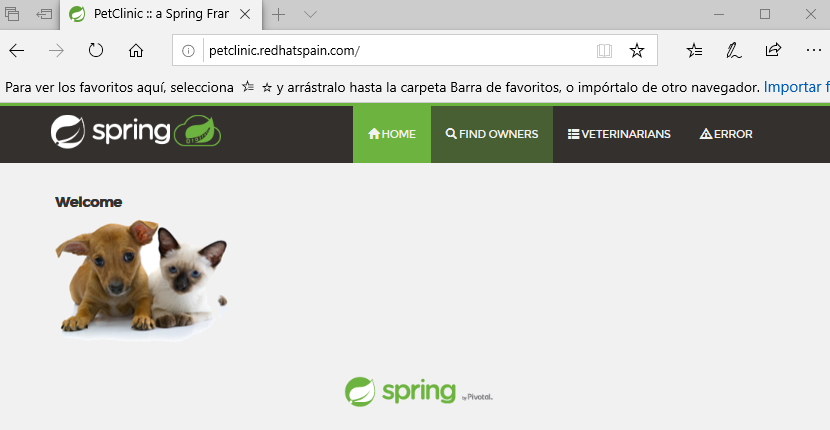 PetClinic :: a Spring Fran
petclinic.redhatspain.com/
Para ver los favoritos aquí, selecciona y arrástralo hasta la carpeta Barra de favoritos, o impórtalo de otro navegador. Importar f
spring
HOME
FIND OWNERS
VETERINARIANS
ERROR
Welcome
spring by Pivotal.